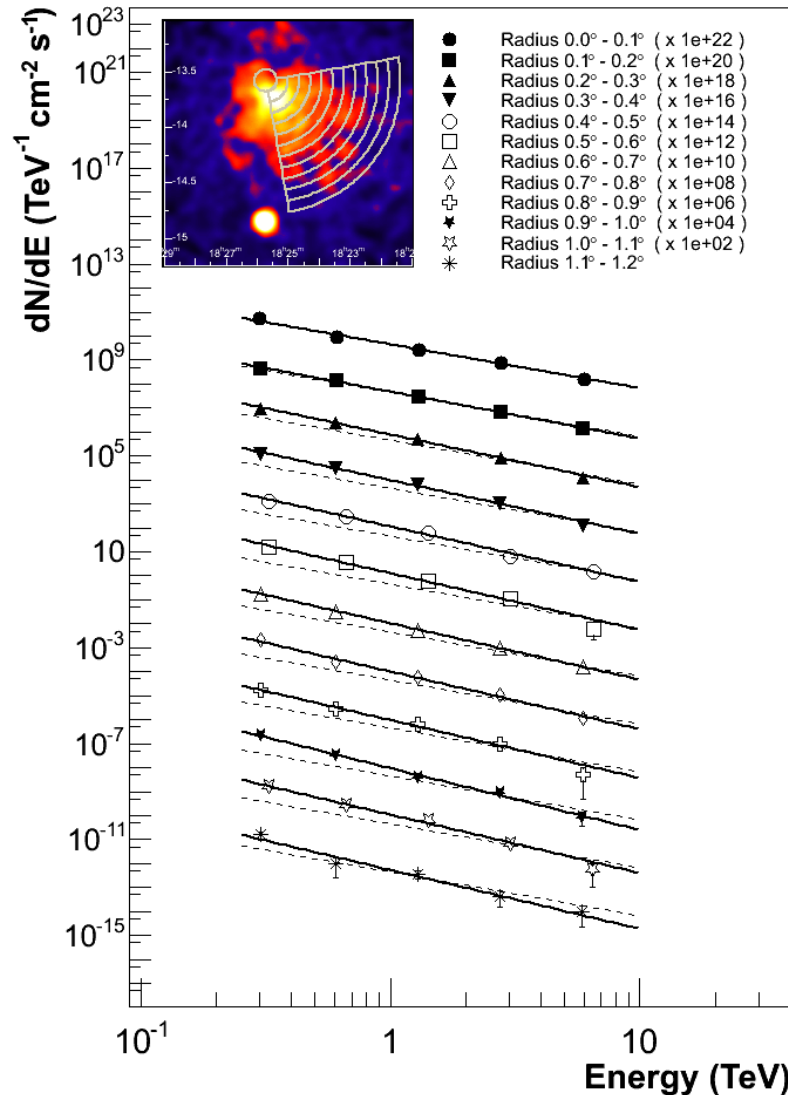 dN/dE (TeV⁻¹ cm⁻² s⁻¹)
10²³
10²¹
10¹⁹
10¹⁷
10¹⁵
10¹³
10⁹
10⁵
10
10⁻³
10⁻⁷
10⁻¹¹
10⁻¹⁵
-13.5
-14
-14.5
-15
29ᵐ
18ʰ27ᵐ
18ʰ25ᵐ
18ʰ23ᵐ
Radius 0.0° - 0.1° ( x 1e+22 )
Radius 0.1° - 0.2° ( x 1e+20 )
Radius 0.2° - 0.3° ( x 1e+18 )
Radius 0.3° - 0.4° ( x 1e+16 )
Radius 0.4° - 0.5° ( x 1e+14 )
Radius 0.5° - 0.6° ( x 1e+12 )
Radius 0.6° - 0.7° ( x 1e+10 )
Radius 0.7° - 0.8° ( x 1e+08 )
Radius 0.8° - 0.9° ( x 1e+06 )
Radius 0.9° - 1.0° ( x 1e+04 )
Radius 1.0° - 1.1° ( x 1e+02 )
Radius 1.1° - 1.2°
10⁻¹
1
10
Energy (TeV)